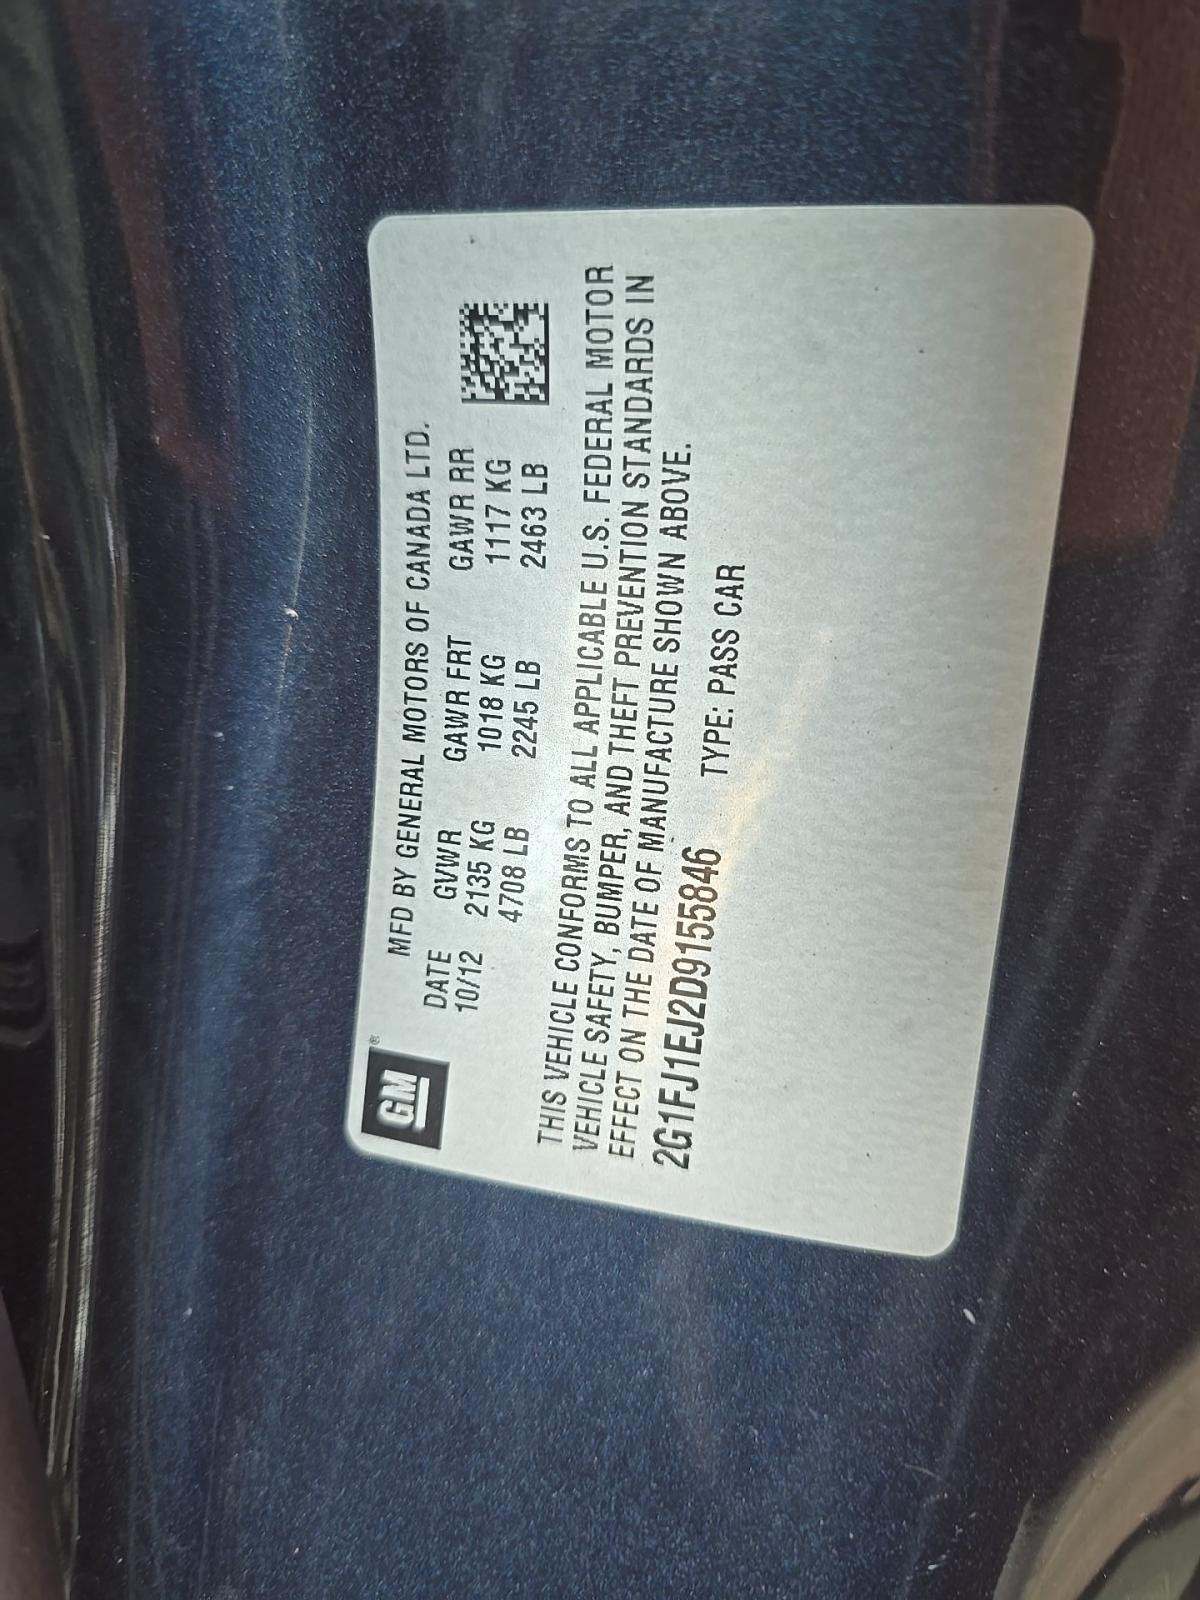 GM®
MFD BY GENERAL MOTORS OF CANADA LTD.
DATE GVWR GAWR FRT GAWR RR
10/12 2135 KG 1018 KG 1117 KG
4708 LB 2245 LB 2463 LB
THIS VEHICLE CONFORMS TO ALL APPLICABLE U.S. FEDERAL MOTOR
VEHICLE SAFETY, BUMPER, AND THEFT PREVENTION STANDARDS IN
EFFECT ON THE DATE OF MANUFACTURE SHOWN ABOVE.
2G1FJ1EJ2D9155846 TYPE: PASS CAR